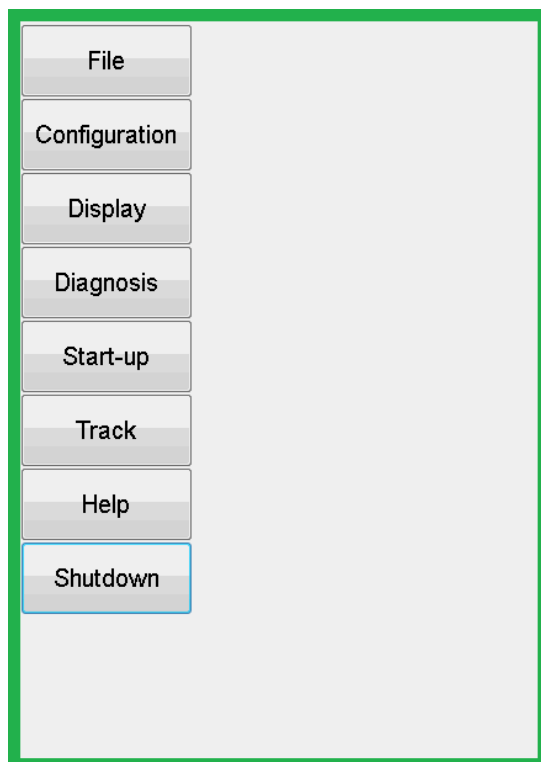 File
Configuration
Display
Diagnosis
Start-up
Track
Help
Shutdown